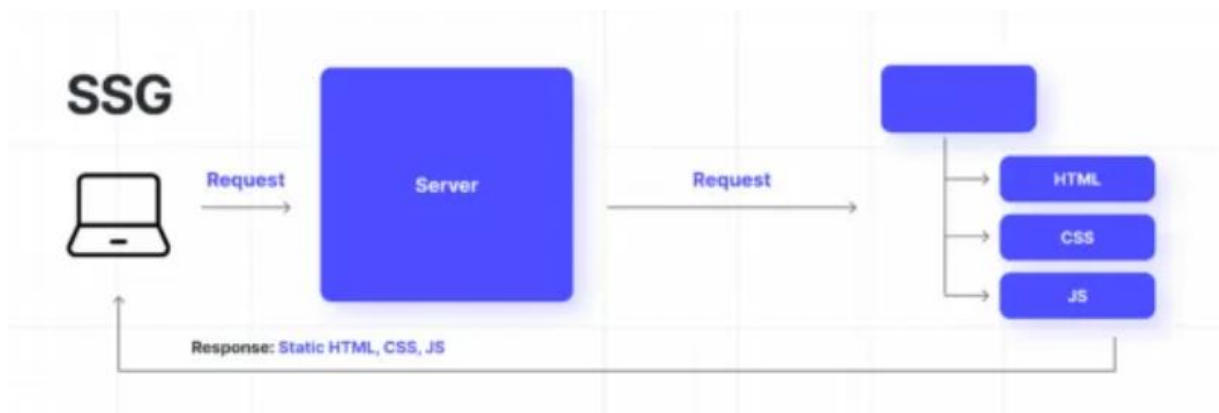 SSG
Request
Server
Request
HTML
CSS
JS
Response: Static HTML, CSS, JS